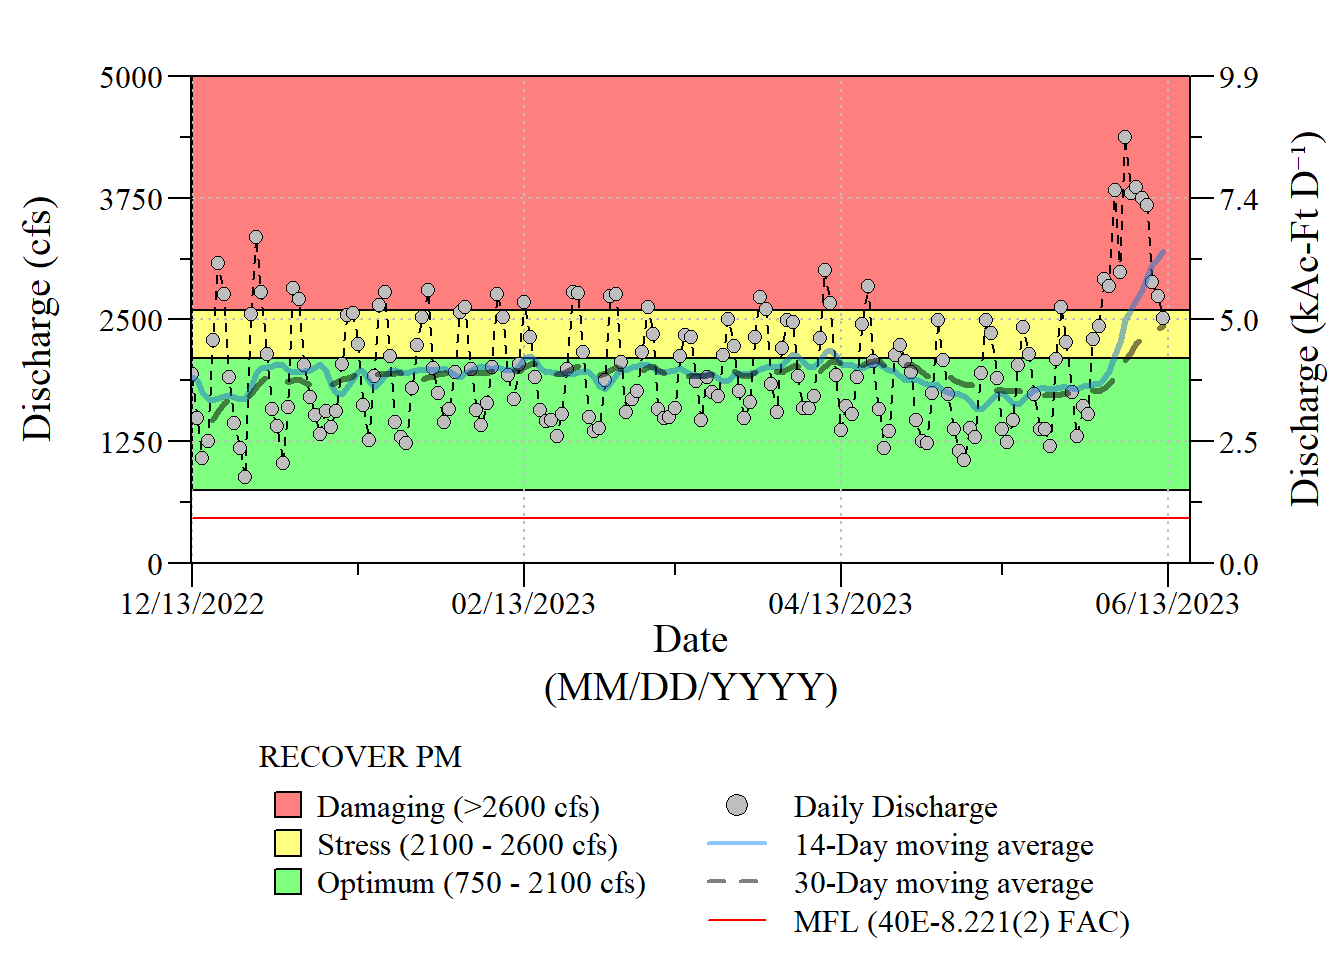 5000
3750
2500
1250
0
Discharge (cfs)
9.9
7.4
5.0
2.5
0.0
Discharge (kAc-Ft D⁻¹)
12/13/2022
02/13/2023
04/13/2023
06/13/2023
Date
(MM/DD/YYYY)
RECOVER PM
Damaging (>2600 cfs)
Stress (2100 - 2600 cfs)
Optimum (750 - 2100 cfs)
Daily Discharge
14-Day moving average
30-Day moving average
MFL (40E-8.221(2) FAC)